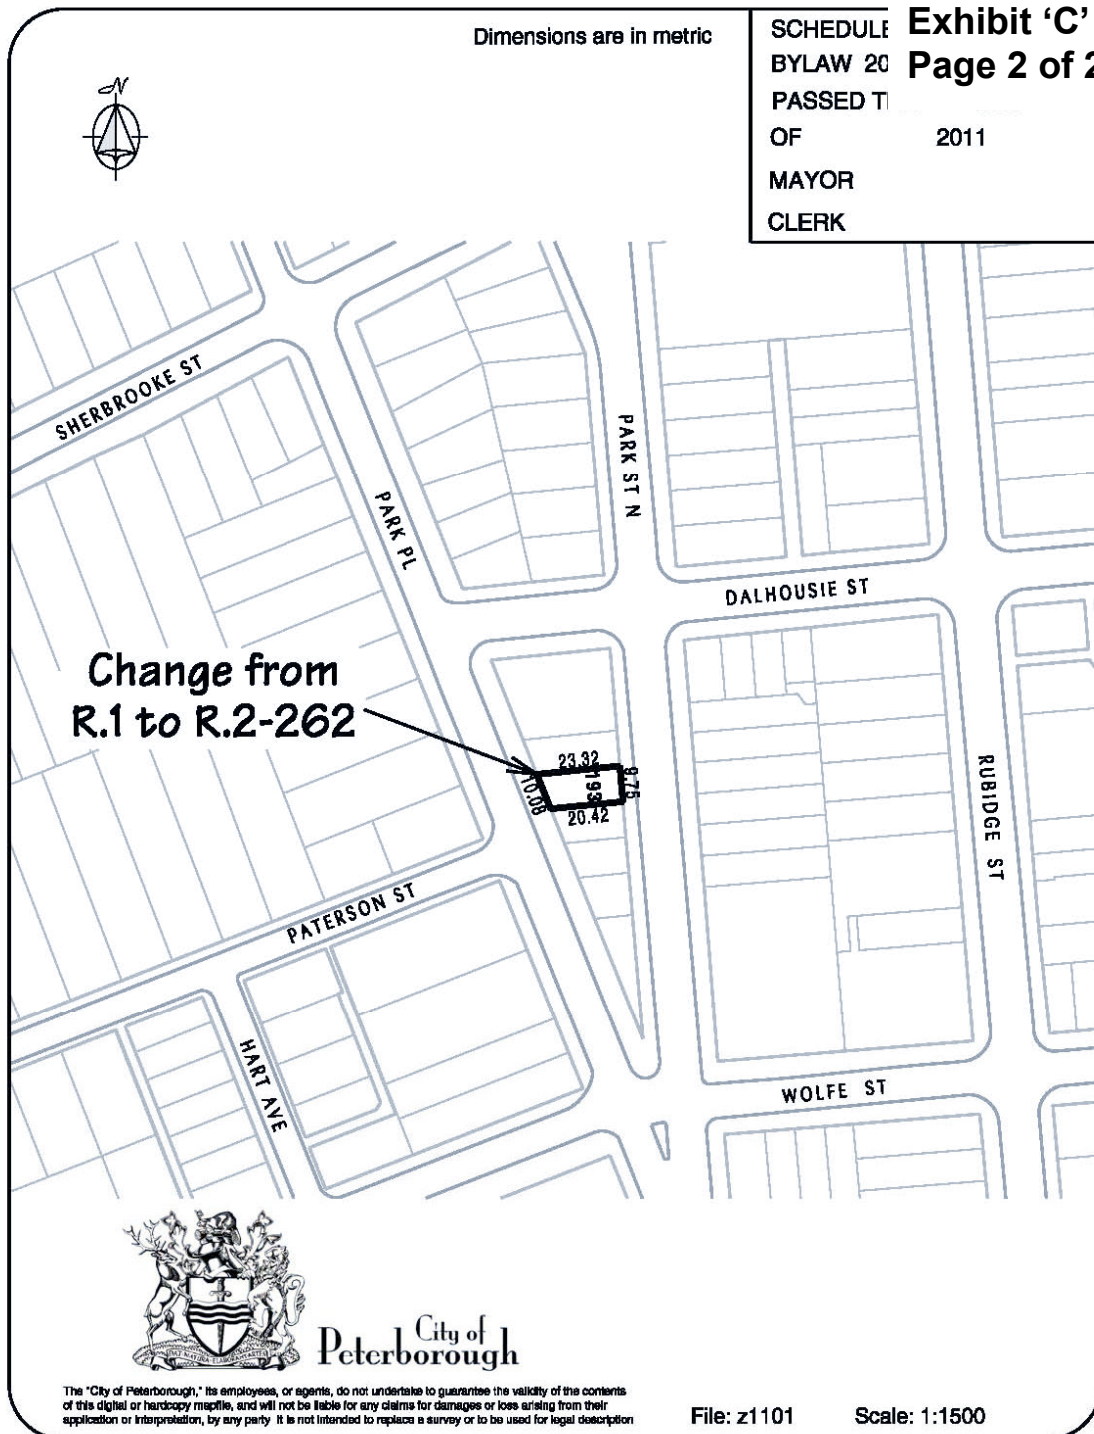 Dimensions are in metric
SCHEDULE
BYLAW 20
PASSED T
OF 2011
MAYOR
CLERK
Exhibit ‘C’
Page 2 of 2
N
SHERBROOKE ST
PARK PL
PARK ST N
DALHOUSIE ST
Change from
R.1 to R.2-262
23.32
10.08
193
9.75
20.42
RUBIDGE ST
PATERSON ST
HART AVE
WOLFE ST
City of
Peterborough
The "City of Peterborough," its employees, or agents, do not undertake to guarantee the validity of the contents
of this digital or hardcopy mapfile, and will not be liable for any claims for damages or loss arising from their
application or interpretation, by any party It is not intended to replace a survey or to be used for legal description
File: z1101 Scale: 1:1500